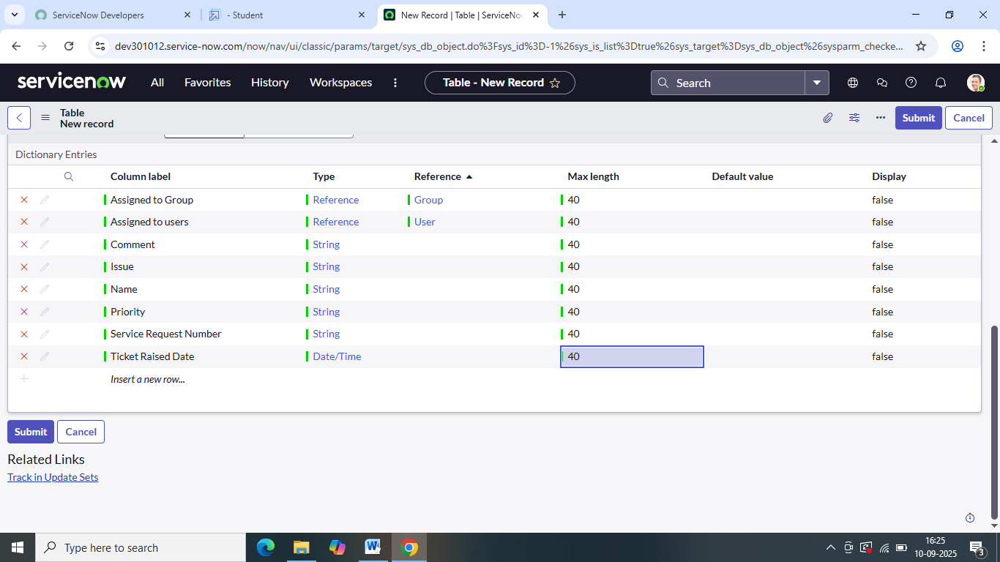 ServiceNow Developers
- Student
New Record | Table | ServiceNo
dev301012.service-now.com/now/nav/ui/classic/params/target/sys_db_object.do%3Fsys_id%3D-1%26sys_is_list%3Dtrue%26sys_target%3Dsys_db_object%26sysparm_checke...
servicenow All Favorites History Workspaces Table - New Record Search
Table
New record
Submit Cancel
Dictionary Entries
Column label Type Reference Max length Default value Display
Assigned to Group Reference Group 40 false
Assigned to users Reference User 40 false
Comment String 40 false
Issue String 40 false
Name String 40 false
Priority String 40 false
Service Request Number String 40 false
Ticket Raised Date Date/Time 40 false
Insert a new row...
Submit Cancel
Related Links
Track in Update Sets
Type here to search
16:25
10-09-2025
3